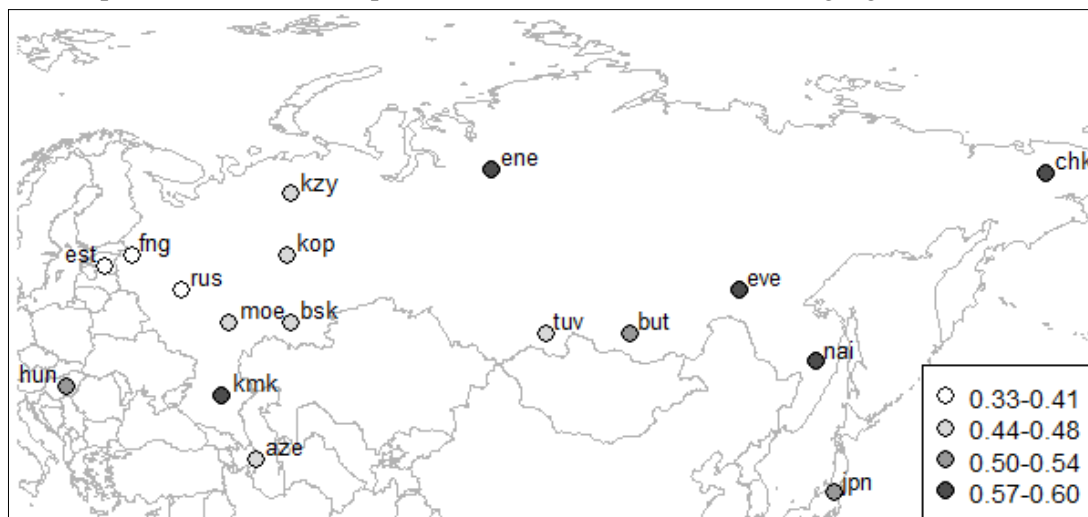 ene
chk
kzy
fng
kop
est
rus
eve
moe
bsk
tuv
but
nai
hun
kmk
aze
jpn
0.33-0.41
0.44-0.48
0.50-0.54
0.57-0.60